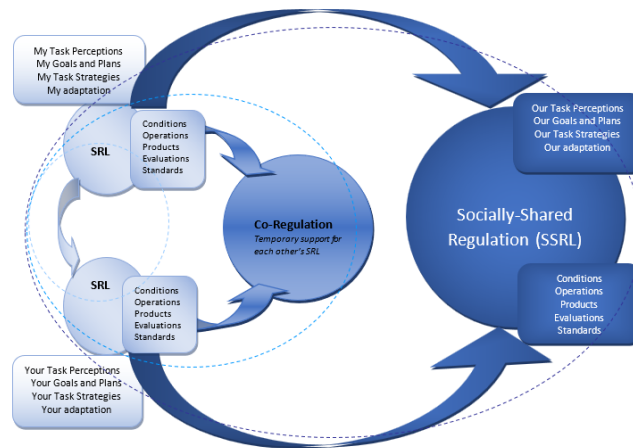 My Task Perceptions
My Goals and Plans
My Task Strategies
My adaptation
SRL
Conditions
Operations
Products
Evaluations
Standards
Co-Regulation
Temporary support for
each other's SRL
SRL
Conditions
Operations
Products
Evaluations
Standards
Your Task Perceptions
Your Goals and Plans
Your Task Strategies
Your adaptation
Our Task Perceptions
Our Goals and Plans
Our Task Strategies
Our adaptation
Socially-Shared
Regulation (SSRL)
Conditions
Operations
Products
Evaluations
Standards